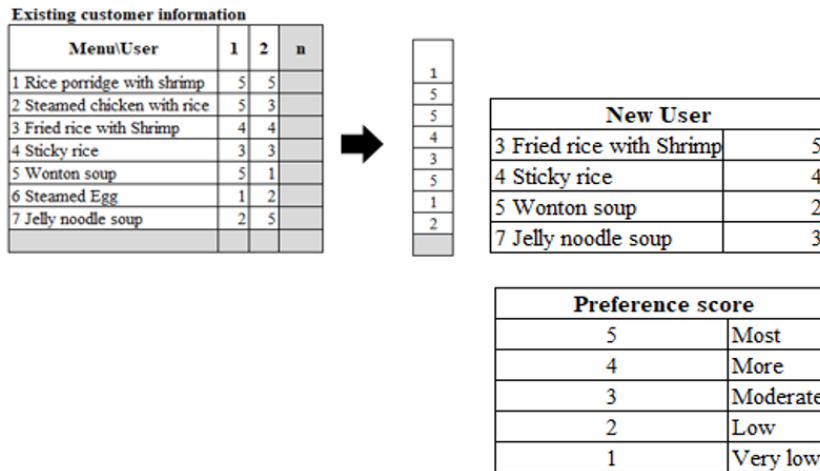 Existing customer information
Menu\User 1 2 n
1 Rice porridge with shrimp 5 5
2 Steamed chicken with rice 5 3
3 Fried rice with Shrimp 4 4
4 Sticky rice 3 3
5 Wonton soup 5 1
6 Steamed Egg 1 2
7 Jelly noodle soup 2 5
1
5
5
4
3
5
1
2
New User
3 Fried rice with Shrimp 5
4 Sticky rice 4
5 Wonton soup 2
7 Jelly noodle soup 3
Preference score
5 Most
4 More
3 Moderate
2 Low
1 Very low